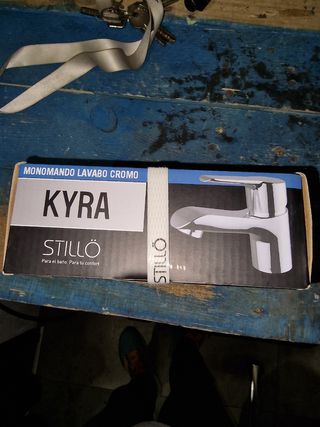 MONOMANDO LAVABO CROMO
KYRA
STILLÖ
Para el baño. Para tu confort.
STILLÖ